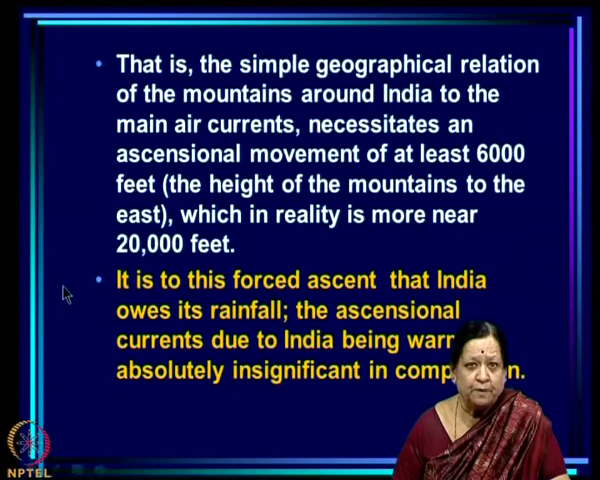 That is, the simple geographical relation
of the mountains around India to the
main air currents, necessitates an
ascensional movement of at least 6000
feet (the height of the mountains to the
east), which in reality is more near
20,000 feet.
It is to this forced ascent that India
owes its rainfall; the ascensional
currents due to India being
absolutely insignificant in
NPTEL